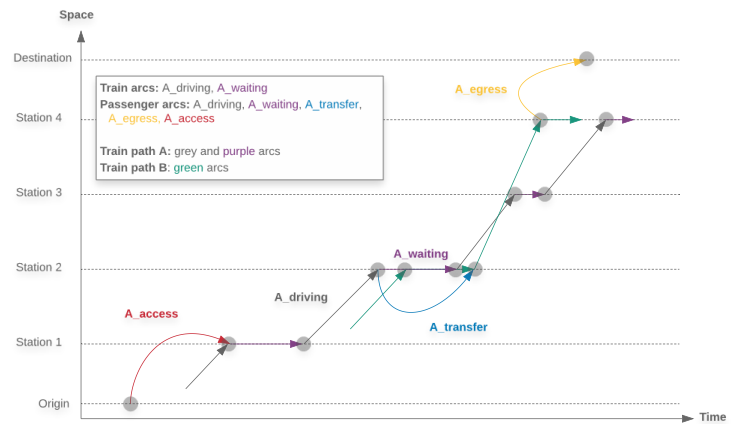 Space
Destination
A_egress
Train arcs: A_driving, A_waiting
Passenger arcs: A_driving, A_waiting, A_transfer,
A_egress, A_access
Train path A: grey and purple arcs
Train path B: green arcs
Station 4
Station 3
Station 2
A_waiting
A_driving
A_access
A_transfer
Station 1
Origin
Time